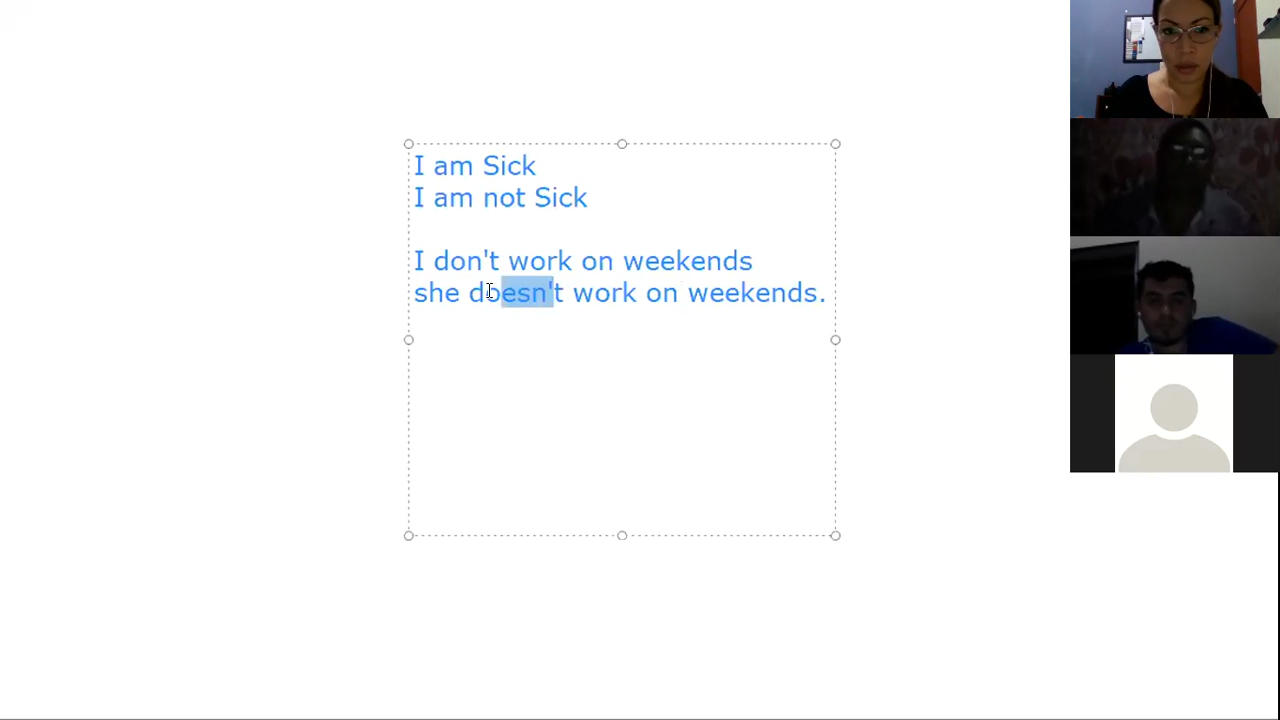 I am Sick
I am not Sick
I don't work on weekends
she doesn't work on weekends.